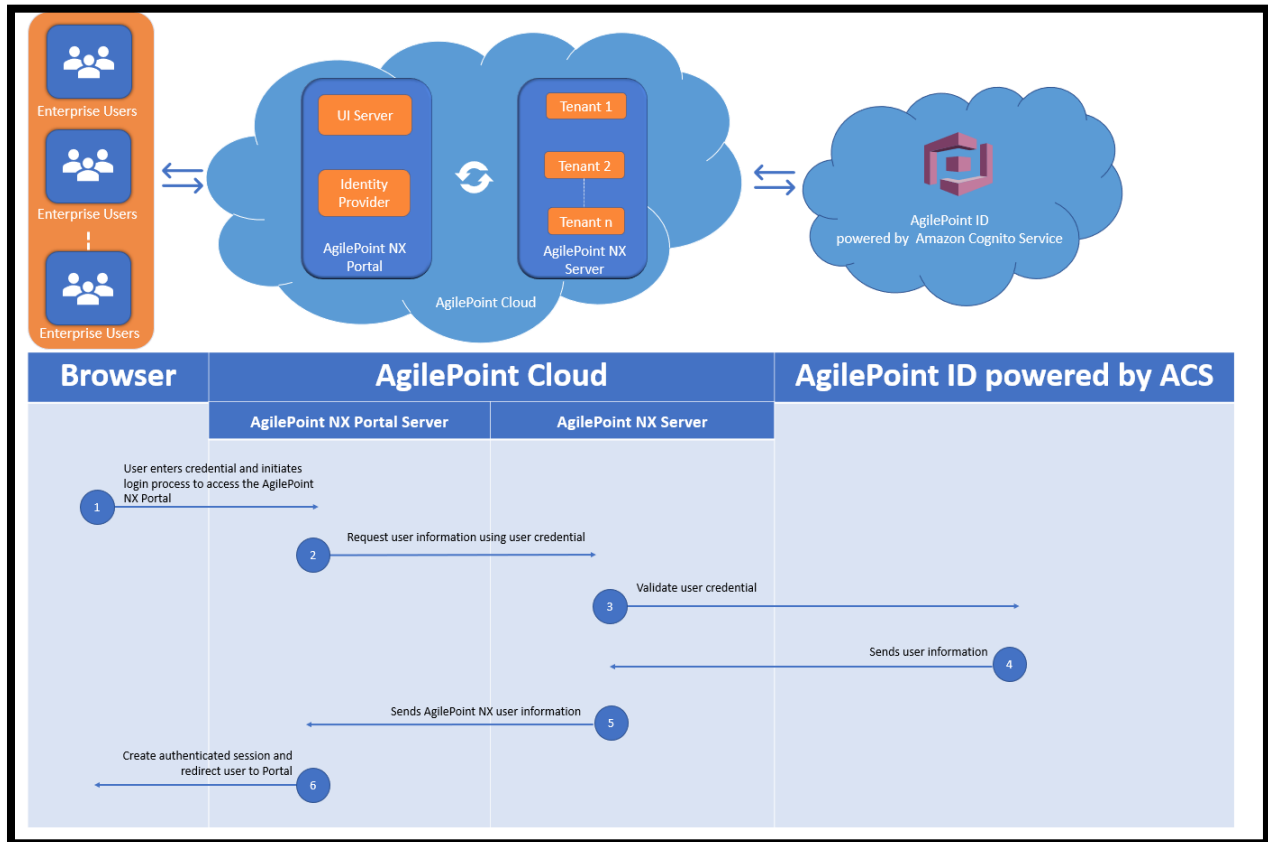 Enterprise Users
Enterprise Users
Enterprise Users
UI Server
Identity
Provider
AgilePoint NX
Portal
Tenant 1
Tenant 2
Tenant n
AgilePoint NX
Server
AgilePoint Cloud
AgilePoint ID
powered by Amazon Cognito Service
Browser
AgilePoint Cloud
AgilePoint ID powered by ACS
AgilePoint NX Portal Server
AgilePoint NX Server
User enters credential and initiates
login process to access the AgilePoint
NX Portal
1
Request user information using user credential
2
Validate user credential
3
Sends user information
4
Sends AgilePoint NX user information
5
Create authenticated session and
redirect user to Portal
6